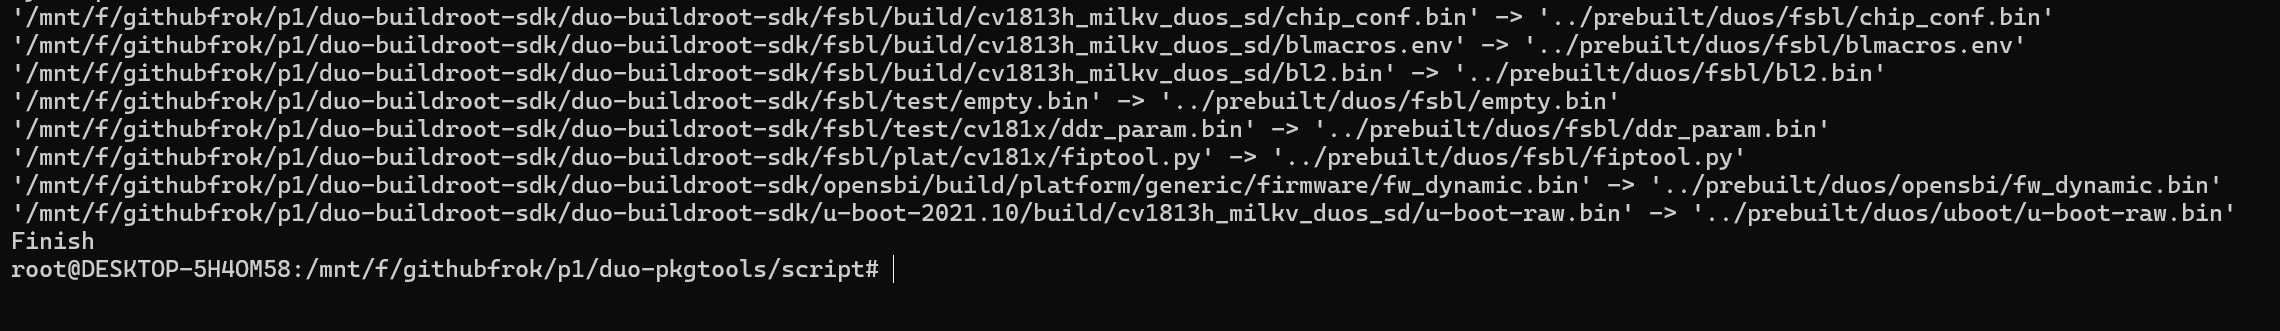 '/mnt/f/githubfrok/p1/duo-buildroot-sdk/duo-buildroot-sdk/fsbl/build/cv1813h_milkv_duos_sd/chip_conf.bin' -> '../prebuilt/duos/fsbl/chip_conf.bin'
'/mnt/f/githubfrok/p1/duo-buildroot-sdk/duo-buildroot-sdk/fsbl/build/cv1813h_milkv_duos_sd/blmacros.env' -> '../prebuilt/duos/fsbl/blmacros.env'
'/mnt/f/githubfrok/p1/duo-buildroot-sdk/duo-buildroot-sdk/fsbl/build/cv1813h_milkv_duos_sd/bl2.bin' -> '../prebuilt/duos/fsbl/bl2.bin'
'/mnt/f/githubfrok/p1/duo-buildroot-sdk/duo-buildroot-sdk/fsbl/test/empty.bin' -> '../prebuilt/duos/fsbl/empty.bin'
'/mnt/f/githubfrok/p1/duo-buildroot-sdk/duo-buildroot-sdk/fsbl/test/cv181x/ddr_param.bin' -> '../prebuilt/duos/fsbl/ddr_param.bin'
'/mnt/f/githubfrok/p1/duo-buildroot-sdk/duo-buildroot-sdk/fsbl/plat/cv181x/fiptool.py' -> '../prebuilt/duos/fsbl/fiptool.py'
'/mnt/f/githubfrok/p1/duo-buildroot-sdk/duo-buildroot-sdk/opensbi/build/platform/generic/firmware/fw_dynamic.bin' -> '../prebuilt/duos/opensbi/fw_dynamic.bin'
'/mnt/f/githubfrok/p1/duo-buildroot-sdk/duo-buildroot-sdk/u-boot-2021.10/build/cv1813h_milkv_duos_sd/u-boot-raw.bin' -> '../prebuilt/duos/uboot/u-boot-raw.bin'
Finish
root@DESKTOP-5H4OM58:/mnt/f/githubfrok/p1/duo-pkgtools/script#